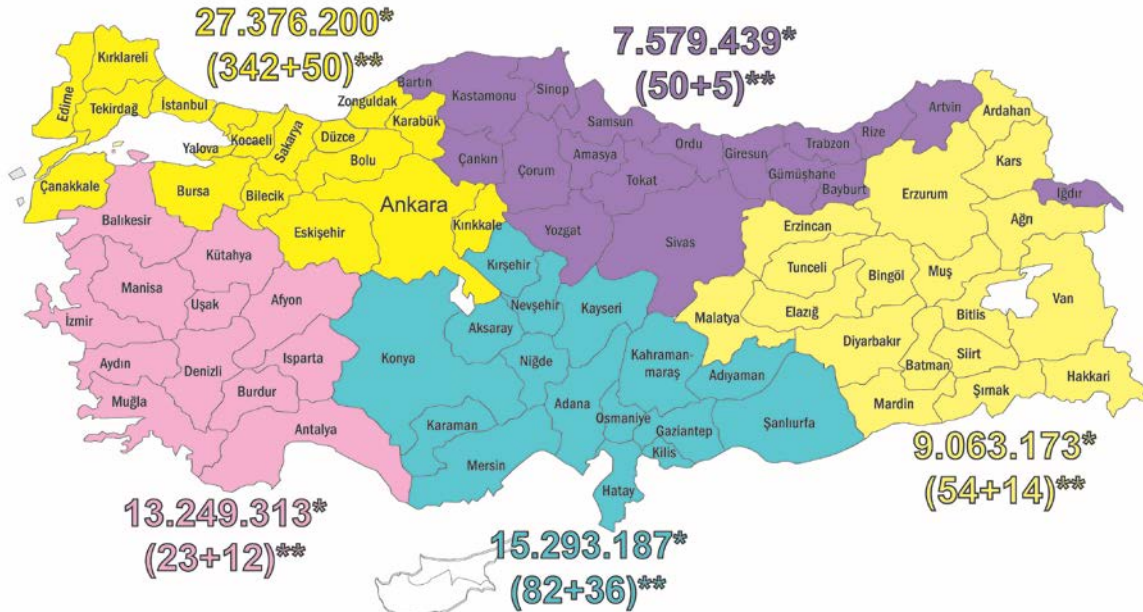 27.376.200*
(342+50)**
7.579.439*
(50+5)**
Kırklareli
Edirne
Tekirdağ
İstanbul
Kocaeli
Yalova
Sakarya
Düzce
Zonguldak
Bartın
Karabük
Bolu
Çanakkale
Bursa
Bilecik
Eskişehir
Ankara
Kırıkkale
Kastamonu
Sinop
Samsun
Çankırı
Çorum
Amasya
Tokat
Ordu
Giresun
Trabzon
Rize
Artvin
Gümüşhane
Bayburt
Yozgat
Sivas
Iğdır
Ardahan
Kars
Erzurum
Ağrı
Erzincan
Tunceli
Bingöl
Muş
Van
Malatya
Elazığ
Bitlis
Diyarbakır
Batman
Siirt
Mardin
Şırnak
Hakkari
Balıkesir
Kütahya
Manisa
Uşak
Afyon
İzmir
Aydın
Denizli
Isparta
Muğla
Burdur
Antalya
Kırşehir
Nevşehir
Kayseri
Aksaray
Konya
Niğde
Kahraman-
maraş
Adıyaman
Karaman
Adana
Osmaniye
Gaziantep
Şanlıurfa
Mersin
Kilis
Hatay
9.063.173*
(54+14)**
13.249.313*
(23+12)**
15.293.187*
(82+36)**